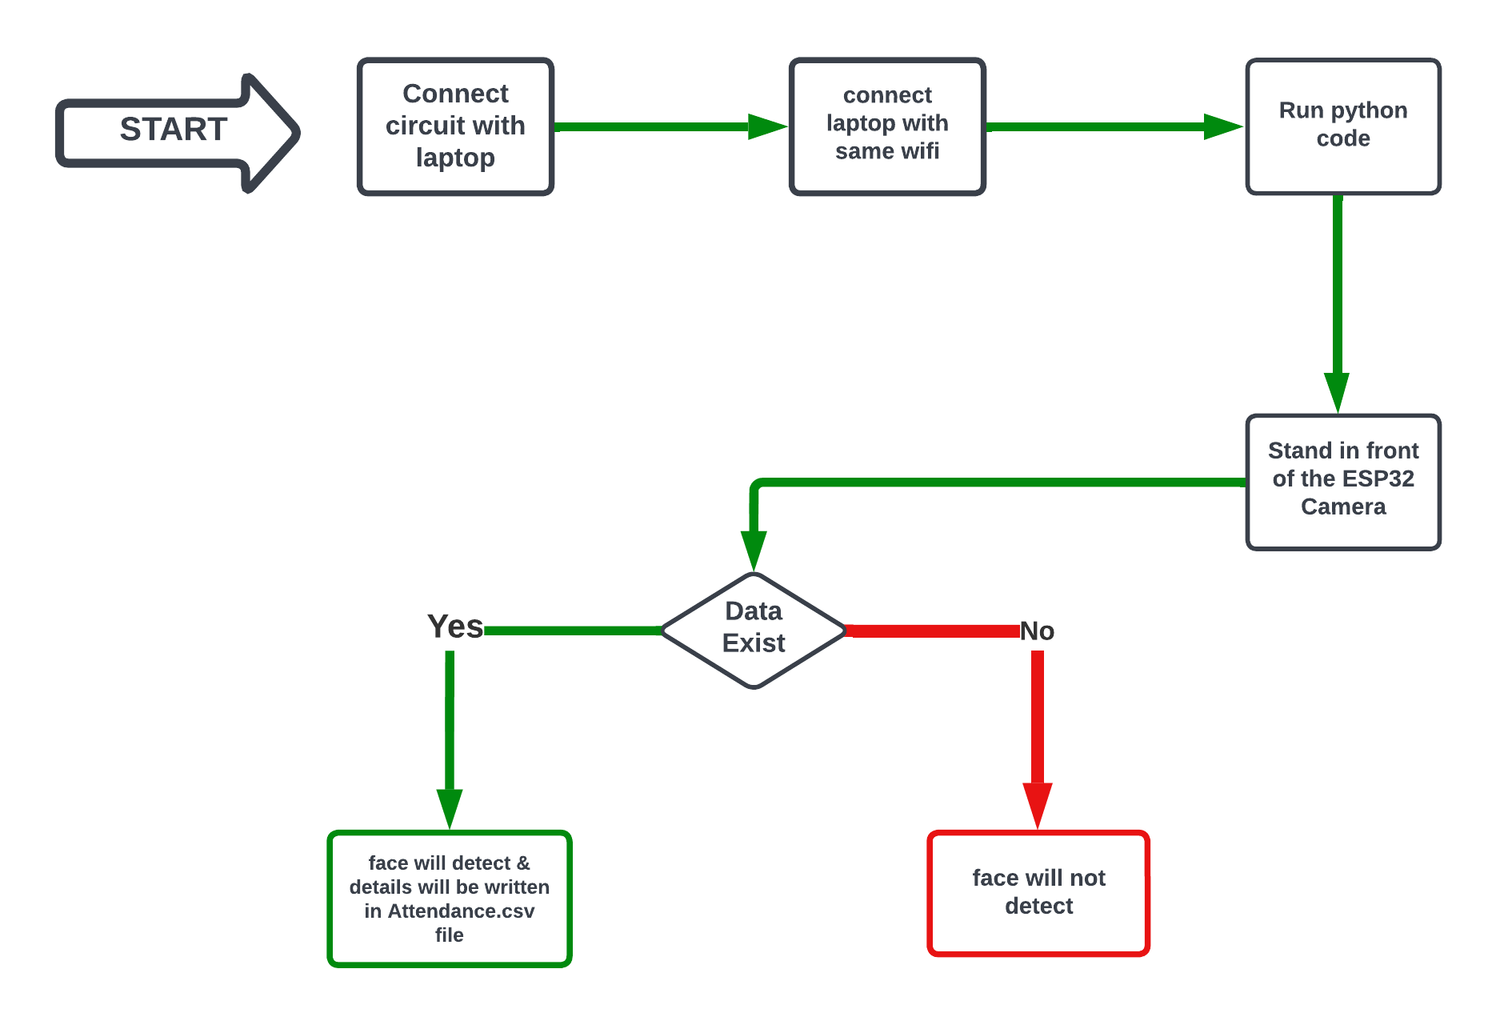 START
Connect
circuit with
laptop
connect
laptop with
same wifi
Run python
code
Stand in front
of the ESP32
Camera
Data
Exist
Yes
No
face will detect &
details will be written
in Attendance.csv
file
face will not
detect